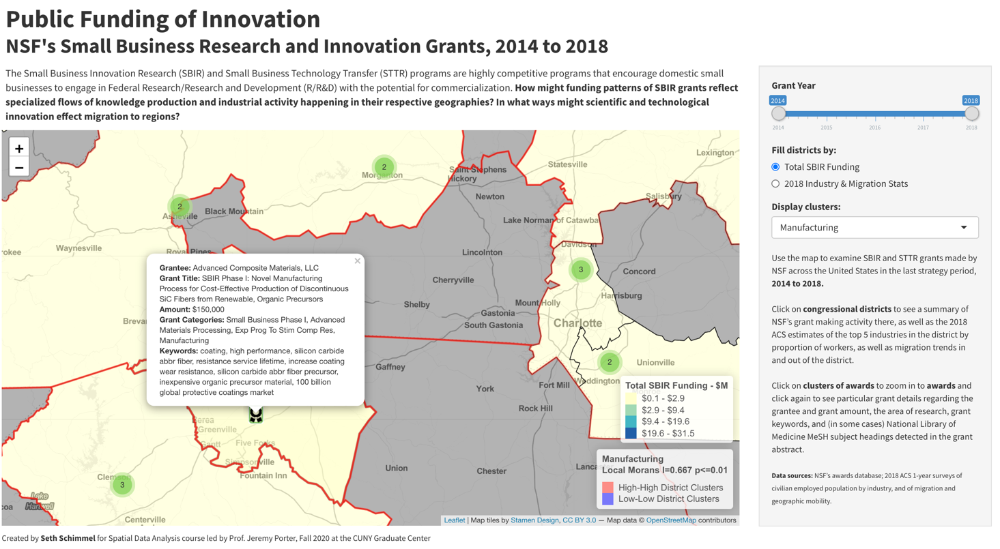 Public Funding of Innovation
NSF's Small Business Research and Innovation Grants, 2014 to 2018
The Small Business Innovation Research (SBIR) and Small Business Technology Transfer (STTR) programs are highly competitive programs that encourage domestic small
businesses to engage in Federal Research/Research and Development (R/R&D) with the potential for commercialization. How might funding patterns of SBIR grants reflect
specialized flows of knowledge production and industrial activity happening in their respective geographies? In what ways might scientific and technological
innovation effect migration to regions?
+
−
2
Morganton
Saint Stephens
Hickory
Statesville
Lexington
Newton
Salisbury
2
Asheville
Black Mountain
Lake Norman of Catawba
Waynesville
Royal Pines
Davidson
Lincolnton
Concord
3
Cherryville
Harrisburg
Shelby
Mount Holly
Gastonia
South Gastonia
Charlotte
Brevar
Gaffney
2
Unionville
Weddington
York
Fort Mill
Rock Hill
Berea
Greenville
Gantt
Five Forks
Simpsonville
Fountain Inn
Union
Chester
Lancas
Clemson
3
Lake
Hartwell
Centerville
×
Grantee: Advanced Composite Materials, LLC
Grant Title: SBIR Phase I: Novel Manufacturing
Process for Cost-Effective Production of Discontinuous
SiC Fibers from Renewable, Organic Precursors
Amount: $150,000
Grant Categories: Small Business Phase I, Advanced
Materials Processing, Exp Prog To Stim Comp Res,
Manufacturing
Keywords: coating, high performance, silicon carbide
abbr fiber, resistance service lifetime, increase coating
wear resistance, silicon carbide abbr fiber precursor,
inexpensive organic precursor material, 100 billion
global protective coatings market
Total SBIR Funding - $M
$0.1 - $2.9
$2.9 - $9.4
$9.4 - $19.6
$19.6 - $31.5
Manufacturing
Local Morans I=0.667 p<=0.01
High-High District Clusters
Low-Low District Clusters
Leaflet | Map tiles by Stamen Design, CC BY 3.0 — Map data © OpenStreetMap contributors
Grant Year
2014 2018
2014 2015 2016 2017 2018
Fill districts by:
Total SBIR Funding
2018 Industry & Migration Stats
Display clusters:
Manufacturing
Use the map to examine SBIR and STTR grants made by
NSF across the United States in the last strategy period,
2014 to 2018.
Click on congressional districts to see a summary of
NSF's grant making activity there, as well as the 2018
ACS estimates of the top 5 industries in the district by
proportion of workers, as well as migration trends in
and out of the district.
Click on clusters of awards to zoom in to awards and
click again to see particular grant details regarding the
grantee and grant amount, the area of research, grant
keywords, and (in some cases) National Library of
Medicine MeSH subject headings detected in the grant
abstract.
Data sources: NSF's awards database; 2018 ACS 1-year surveys of
civilian employed population by industry, and of migration and
geographic mobility.
Created by Seth Schimmel for Spatial Data Analysis course led by Prof. Jeremy Porter, Fall 2020 at the CUNY Graduate Center